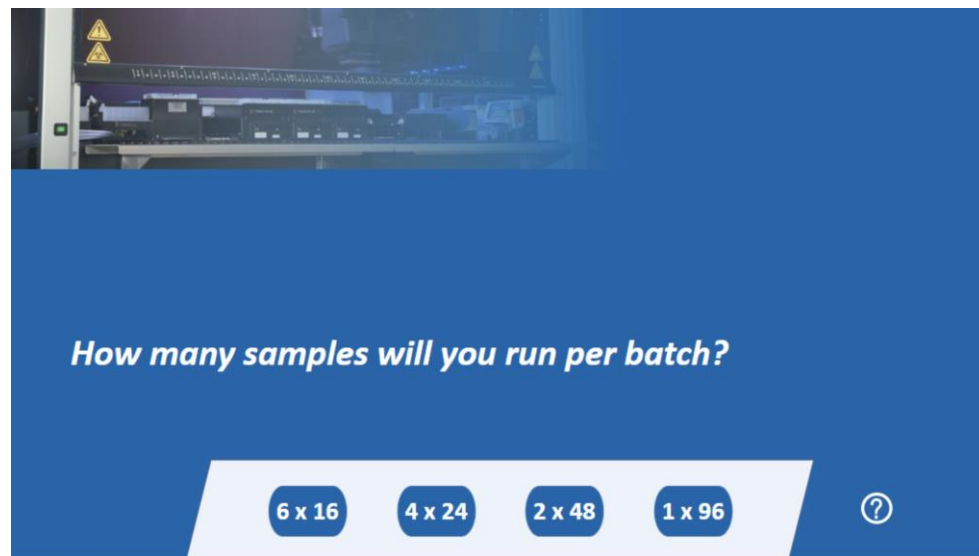 How many samples will you run per batch?
6 x 16
4 x 24
2 x 48
1 x 96
?